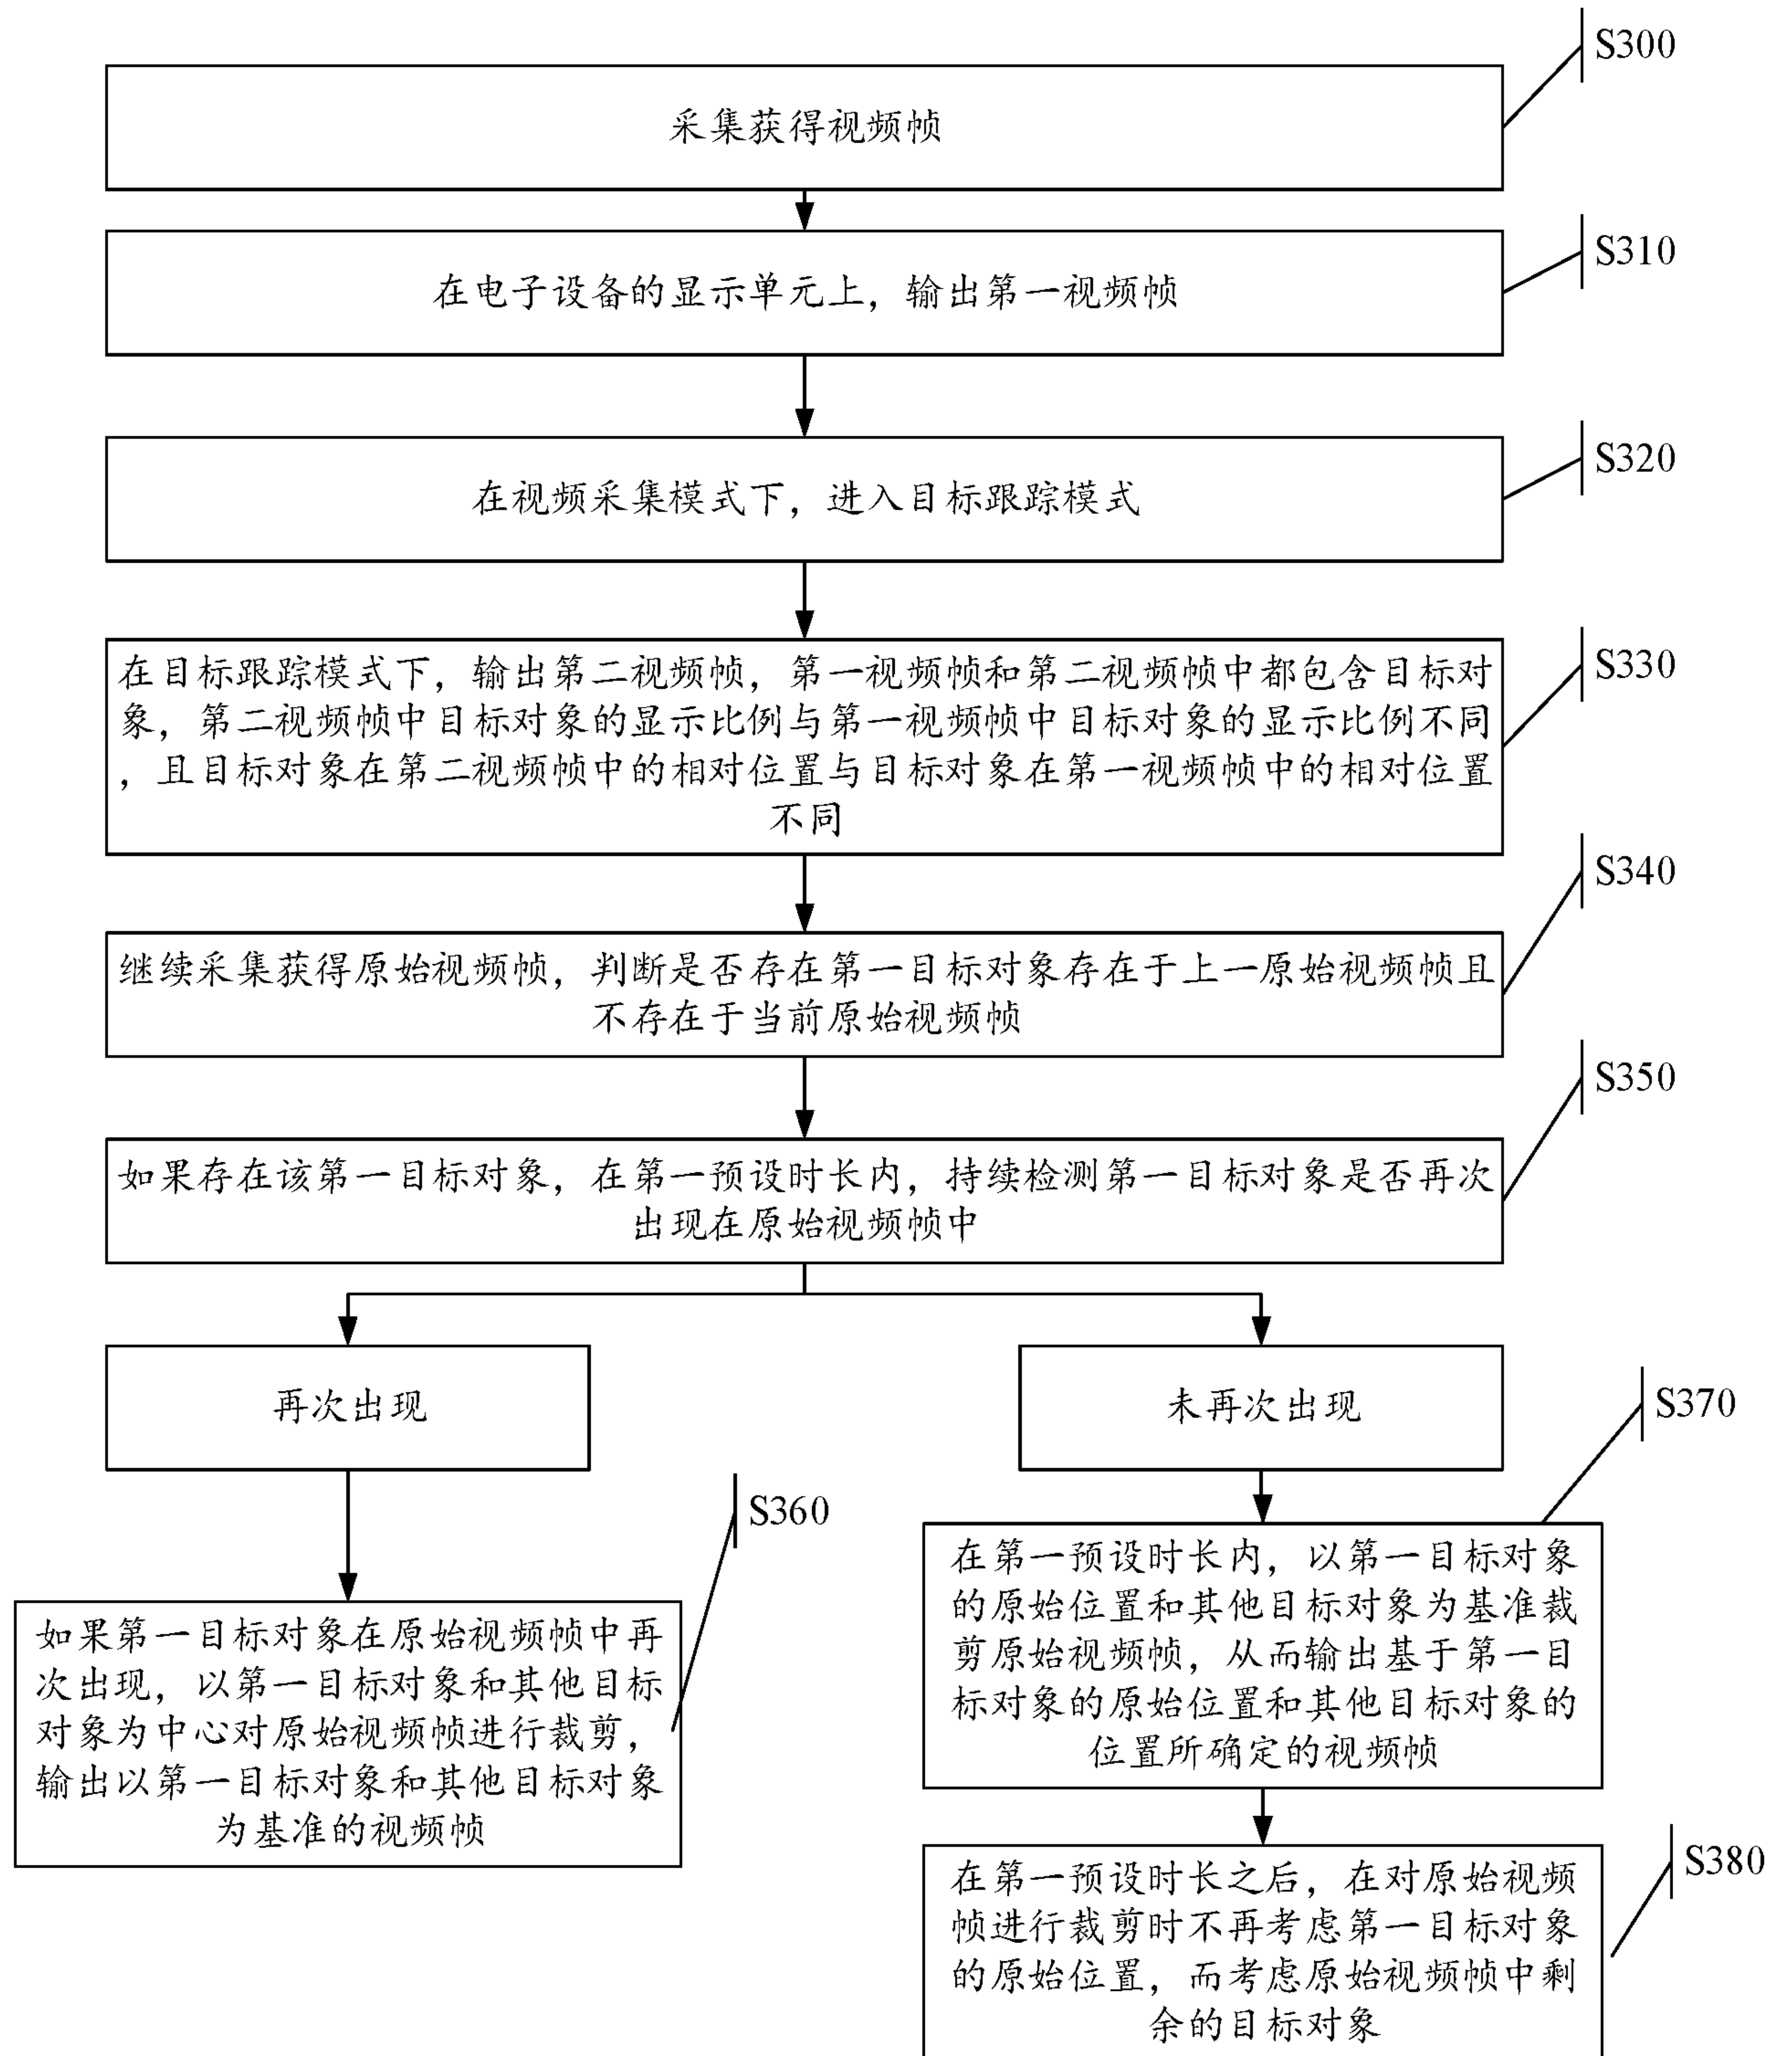 S300
采集获得视频帧
S310
在电子设备的显示单元上，输出第一视频帧
S320
在视频采集模式下，进入目标跟踪模式
S330
在目标跟踪模式下，输出第二视频帧，第一视频帧和第二视频帧中都包含目标对
象，第二视频帧中目标对象的显示比例与第一视频帧中目标对象的显示比例不同
，且目标对象在第二视频帧中的相对位置与目标对象在第一视频帧中的相对位置
不同
S340
继续采集获得原始视频帧，判断是否存在第一目标对象存在于上一原始视频帧且
不存在于当前原始视频帧
S350
如果存在该第一目标对象，在第一预设时长内，持续检测第一目标对象是否再次
出现在原始视频帧中
再次出现
未再次出现
S360
如果第一目标对象在原始视频帧中再
次出现，以第一目标对象和其他目标
对象为中心对原始视频帧进行裁剪，
输出以第一目标对象和其他目标对象
为基准的视频帧
S370
在第一预设时长内，以第一目标对象
的原始位置和其他目标对象为基准裁
剪原始视频帧，从而输出基于第一目
标对象的原始位置和其他目标对象的
位置所确定的视频帧
S380
在第一预设时长之后，在对原始视频
帧进行裁剪时不再考虑第一目标对象
的原始位置，而考虑原始视频帧中剩
余的目标对象